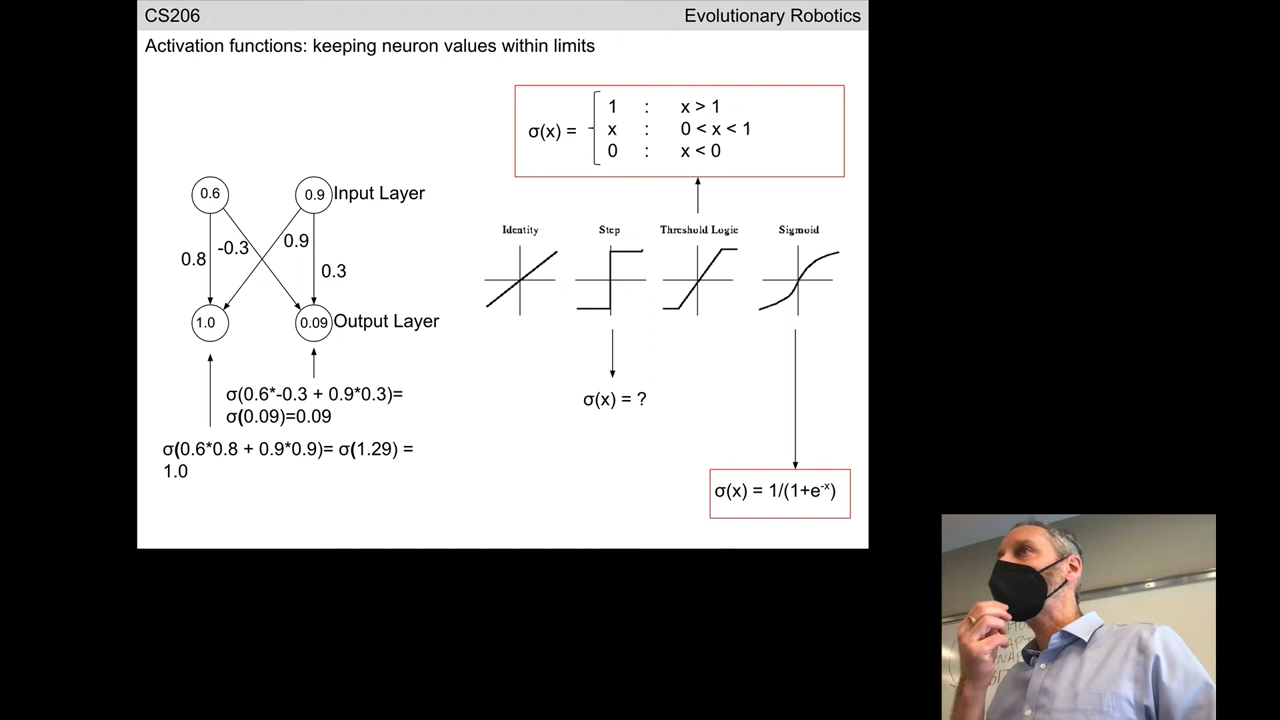 CS206
Evolutionary Robotics
Activation functions: keeping neuron values within limits
σ(x) =
1 : x > 1
x : 0 < x < 1
0 : x < 0
0.6
0.9
Input Layer
0.8
-0.3
0.9
0.3
1.0
0.09
Output Layer
σ(0.6*-0.3 + 0.9*0.3)=
σ(0.09)=0.09
σ(0.6*0.8 + 0.9*0.9)= σ(1.29) =
1.0
Identity
Step
Threshold Logic
Sigmoid
σ(x) = ?
σ(x) = 1/(1+e⁻ˣ)